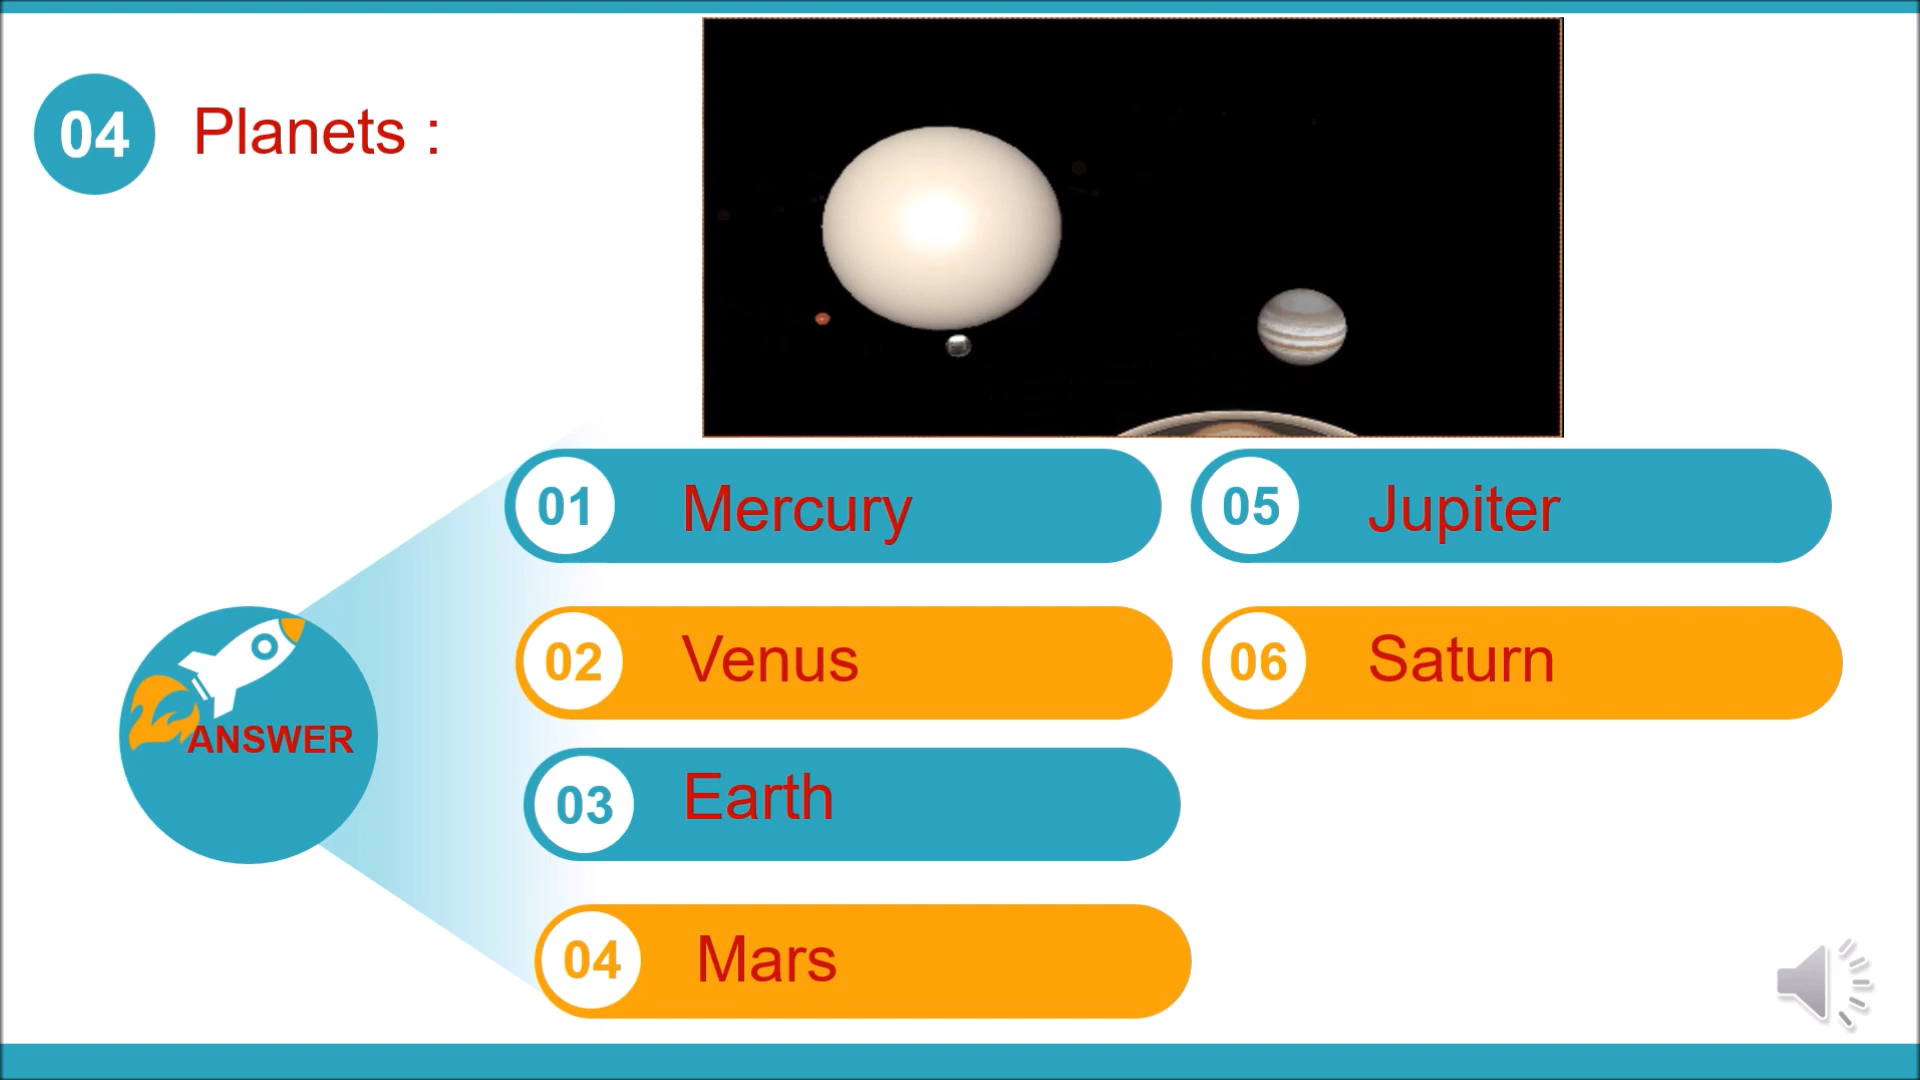 04 Planets :
01 Mercury
05 Jupiter
02 Venus
06 Saturn
ANSWER
03 Earth
04 Mars